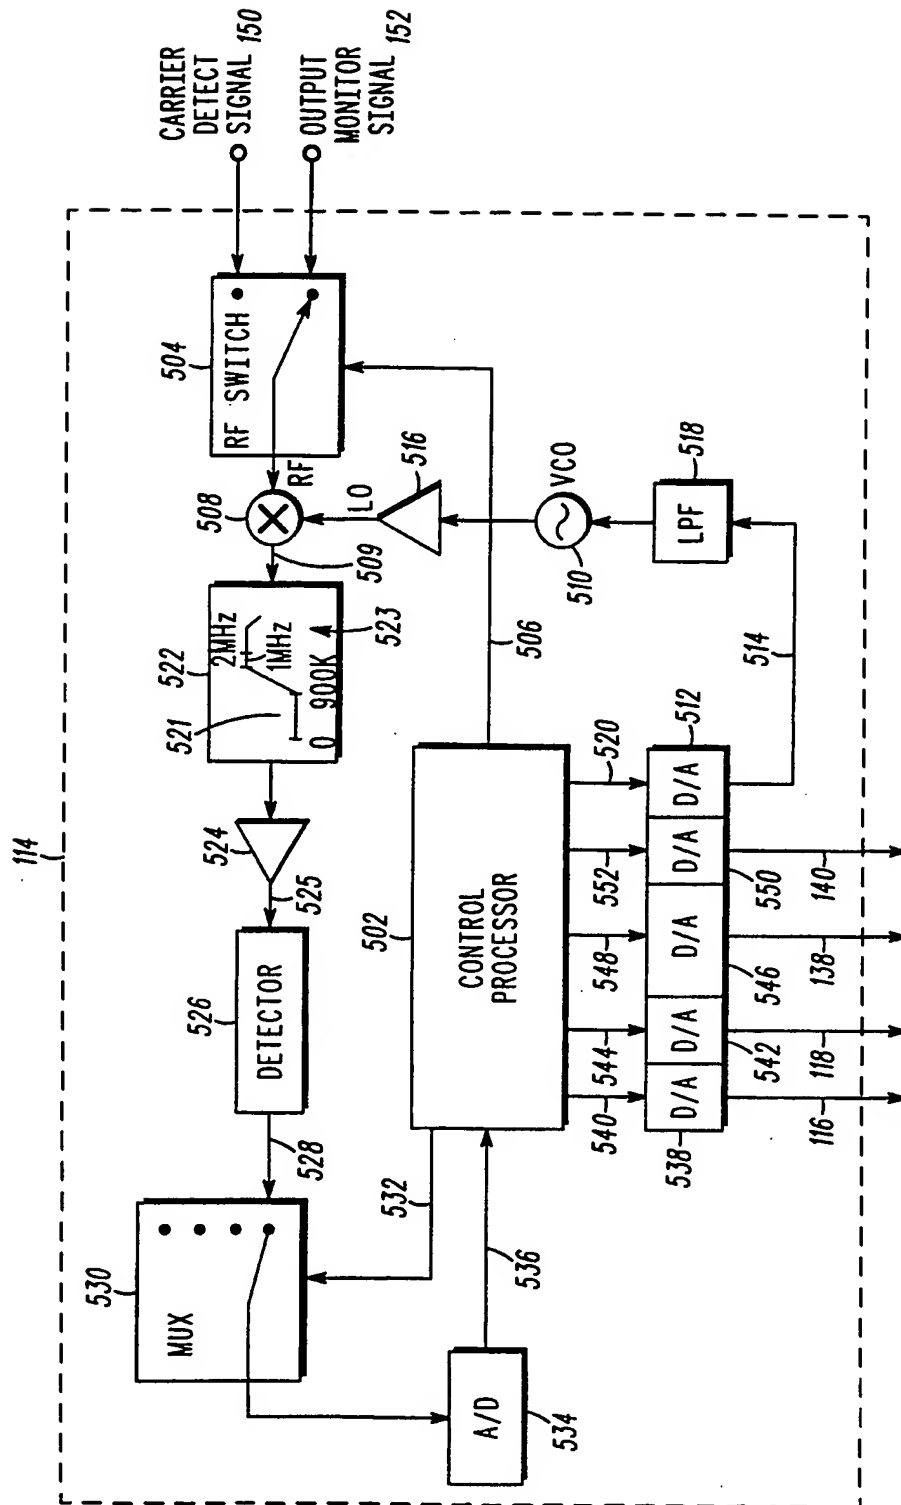 114
CARRIER
DETECT
SIGNAL 150
OUTPUT
MONITOR
SIGNAL 152
504
RF SWITCH
RF
508
509
LO
516
VCO
510
518
LPF
514
506
522
521
2MHz
1MHz
0 900K
523
524
525
526
DETECTOR
528
530
MUX
532
536
A/D
534
502
CONTROL
PROCESSOR
540
544
548
552
520
538
D/A
D/A
D/A
D/A
D/A
512
542
546
550
116
118
138
140